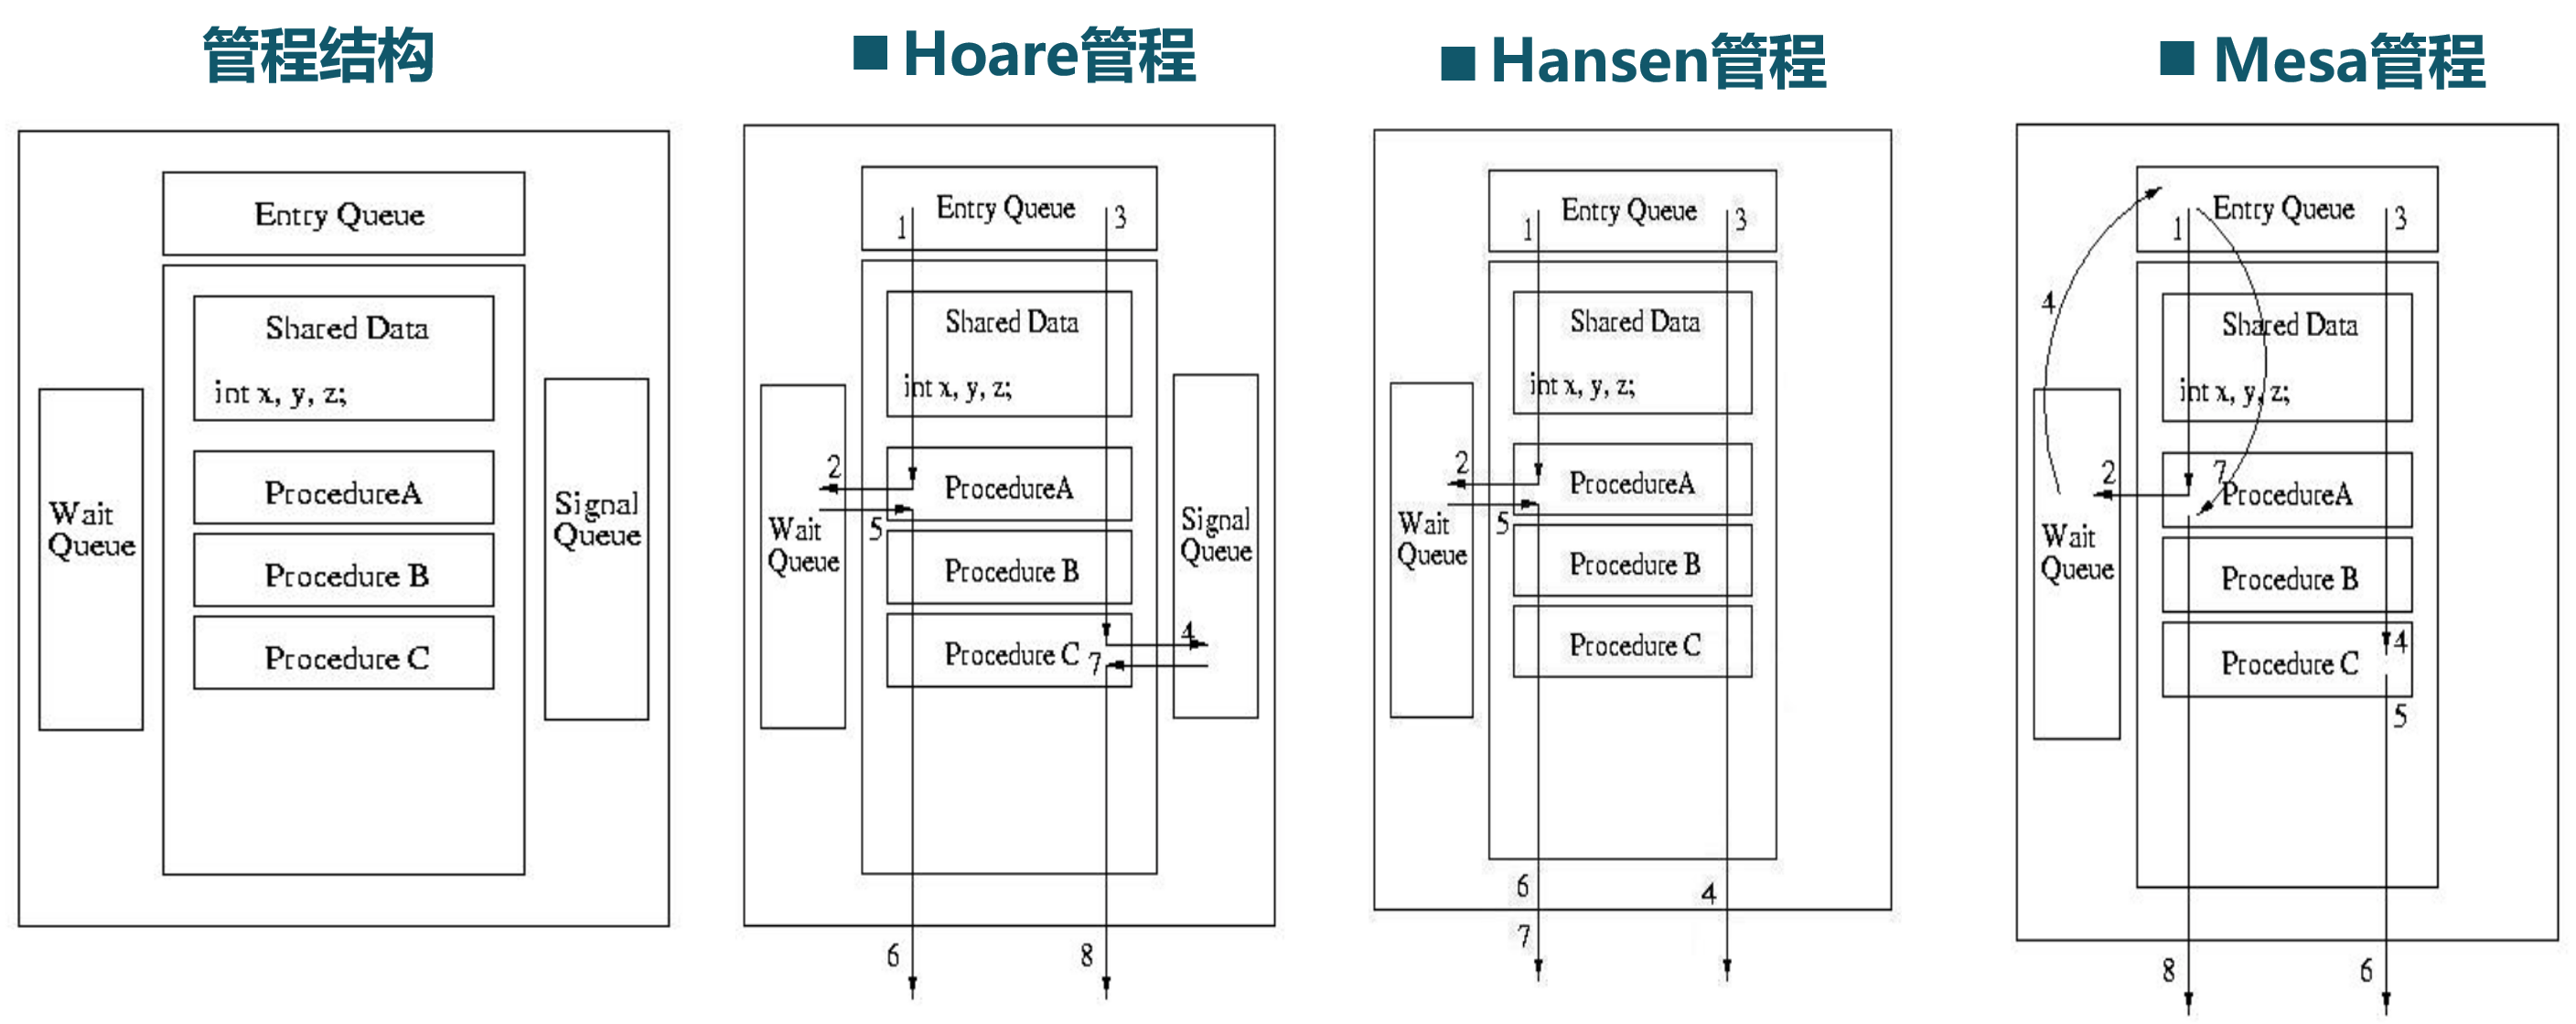 管程结构
Entry Queue
Shared Data
int x, y, z;
Wait
Queue
ProcedureA
Procedure B
Procedure C
Signal
Queue
■ Hoare管程
1
Entry Queue
3
Shared Data
int x, y, z;
2
ProcedureA
5
Wait
Queue
Procedure B
Signal
Queue
4
Procedure C
7
6
8
■ Hansen管程
1
Entry Queue
3
Shared Data
int x, y, z;
2
ProcedureA
5
Wait
Queue
Procedure B
Procedure C
6
4
7
■ Mesa管程
1
Entry Queue
3
4
Shared Data
int x, y, z;
2
7
ProcedureA
Wait
Queue
Procedure B
4
Procedure C
5
8
6